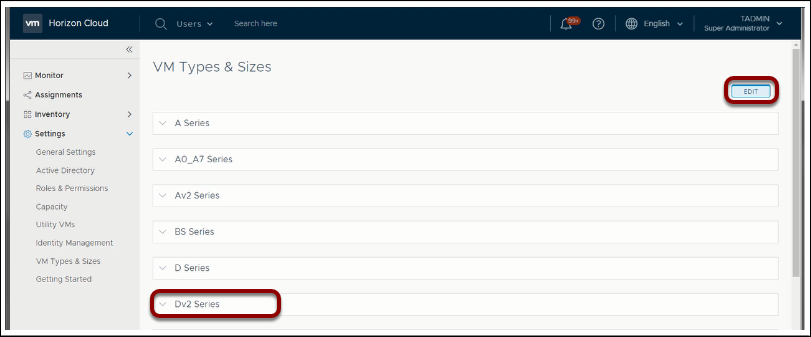 vm Horizon Cloud Users Search here 99+ English TADMIN
Super Administrator
Monitor
Assignments
Inventory
Settings
General Settings
Active Directory
Roles & Permissions
Capacity
Utility VMs
Identity Management
VM Types & Sizes
Getting Started
VM Types & Sizes
EDIT
A Series
A0_A7 Series
Av2 Series
BS Series
D Series
Dv2 Series